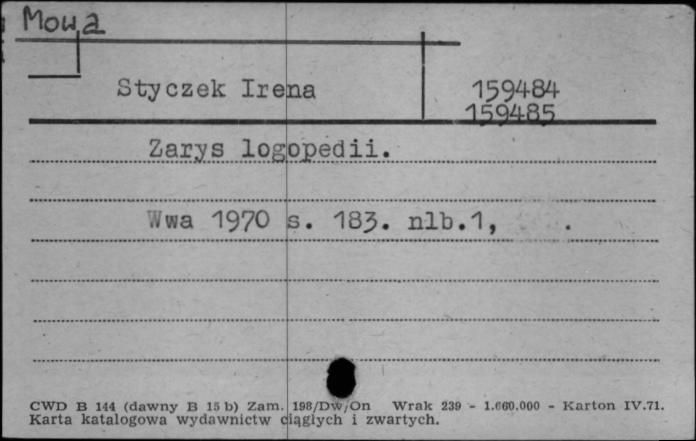 Mowa
Styczek Irena 159484
159485
Zarys logopedii.
Wwa 1970 s. 183. nlb.1, .
CWD B 144 (dawny B 15 b) Zam. 198/Dw/On Wrak 239 - 1.660.000 - Karton IV.71.
Karta katalogowa wydawnictw ciągłych i zwartych.